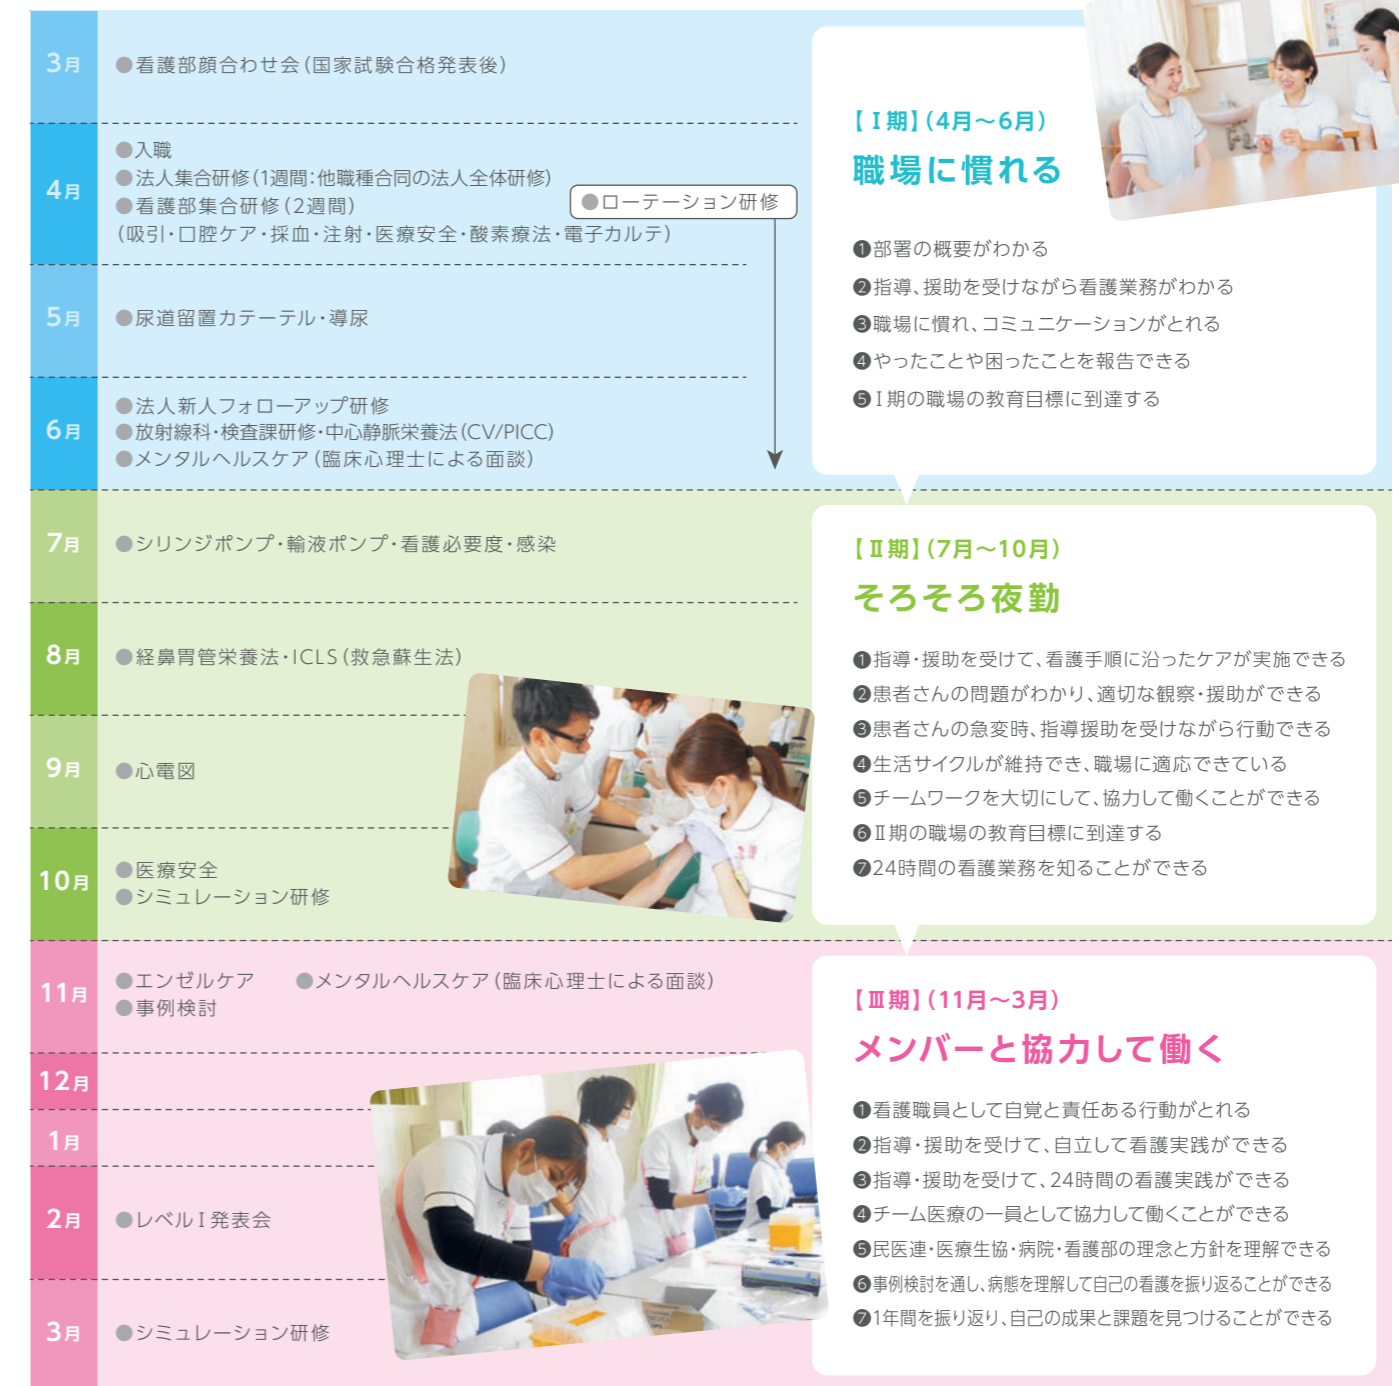 3月
●看護部顔合わせ会(国家試験合格発表後)
4月
●入職
●法人集合研修(1週間:他職種合同の法人全体研修)
●看護部集合研修(2週間)
(吸引・口腔ケア・採血・注射・医療安全・酸素療法・電子カルテ)
●ローテーション研修
5月
●尿道留置カテーテル・導尿
6月
●法人新人フォローアップ研修
●放射線科・検査課研修・中心静脈栄養法(CV/PICC)
●メンタルヘルスケア(臨床心理士による面談)
【Ⅰ期】(4月～6月)
職場に慣れる
❶部署の概要がわかる
❷指導、援助を受けながら看護業務がわかる
❸職場に慣れ、コミュニケーションがとれる
❹やったことや困ったことを報告できる
❺Ⅰ期の職場の教育目標に到達する
7月
●シリンジポンプ・輸液ポンプ・看護必要度・感染
8月
●経鼻胃管栄養法・ICLS(救急蘇生法)
9月
●心電図
10月
●医療安全
●シミュレーション研修
【Ⅱ期】(7月～10月)
そろそろ夜勤
❶指導・援助を受けて、看護手順に沿ったケアが実施できる
❷患者さんの問題がわかり、適切な観察・援助ができる
❸患者さんの急変時、指導援助を受けながら行動できる
❹生活サイクルが維持でき、職場に適応できている
❺チームワークを大切にして、協力して働くことができる
❻Ⅱ期の職場の教育目標に到達する
❼24時間の看護業務を知ることができる
11月
●エンゼルケア ●メンタルヘルスケア(臨床心理士による面談)
●事例検討
12月
1月
2月
●レベルⅠ発表会
3月
●シミュレーション研修
【Ⅲ期】(11月～3月)
メンバーと協力して働く
❶看護職員として自覚と責任ある行動がとれる
❷指導・援助を受けて、自立して看護実践ができる
❸指導・援助を受けて、24時間の看護実践ができる
❹チーム医療の一員として協力して働くことができる
❺民医連・医療生協・病院・看護部の理念と方針を理解できる
❻事例検討を通し、病態を理解して自己の看護を振り返ることができる
❼1年間を振り返り、自己の成果と課題を見つけることができる